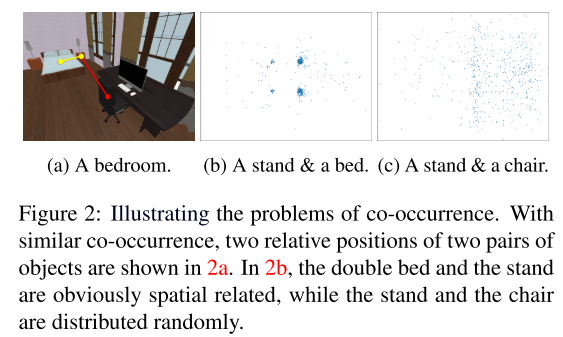 (a) A bedroom. (b) A stand & a bed. (c) A stand & a chair.
Figure 2: Illustrating the problems of co-occurrence. With
similar co-occurrence, two relative positions of two pairs of
objects are shown in 2a. In 2b, the double bed and the stand
are obviously spatial related, while the stand and the chair
are distributed randomly.